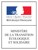 MINISTÈRE
DE LA TRANSITION
ÉCOLOGIQUE
ET SOLIDAIRE